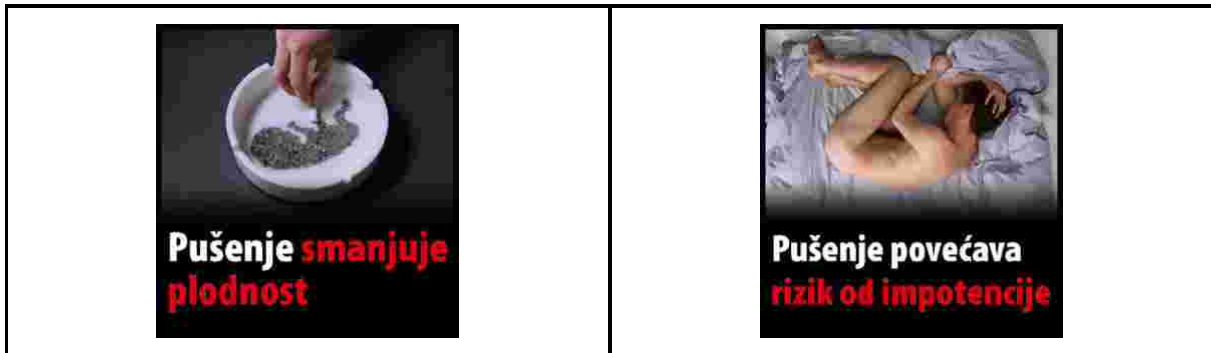 Pušenje smanjuje
plodnost
Pušenje povećava
rizik od impotencije